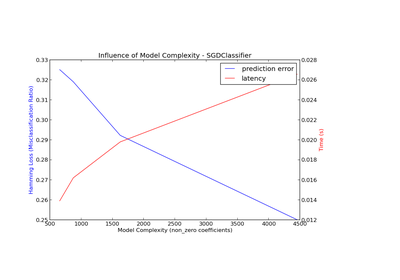 Influence of Model Complexity - SGDClassifier
prediction error
latency
0.33
0.32
0.31
0.30
0.29
0.28
0.27
0.26
0.25
Hamming Loss (Misclassification Ratio)
0.028
0.026
0.024
0.022
0.020
0.018
0.016
0.014
0.012
Time (s)
500 1000 1500 2000 2500 3000 3500 4000 4500
Model Complexity (non_zero coefficients)